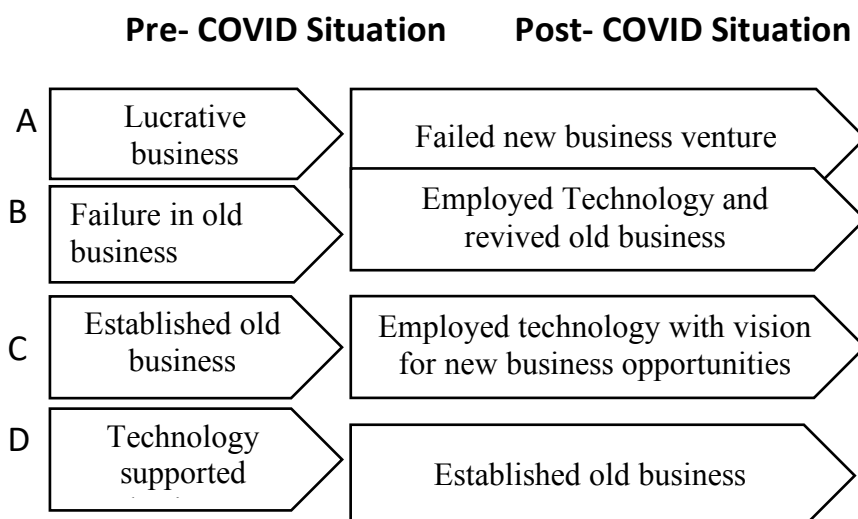 Pre- COVID Situation Post- COVID Situation
A
Lucrative
business
Failed new business venture
B
Failure in old
business
Employed Technology and
revived old business
C
Established old
business
Employed technology with vision
for new business opportunities
D
Technology
supported
Established old business